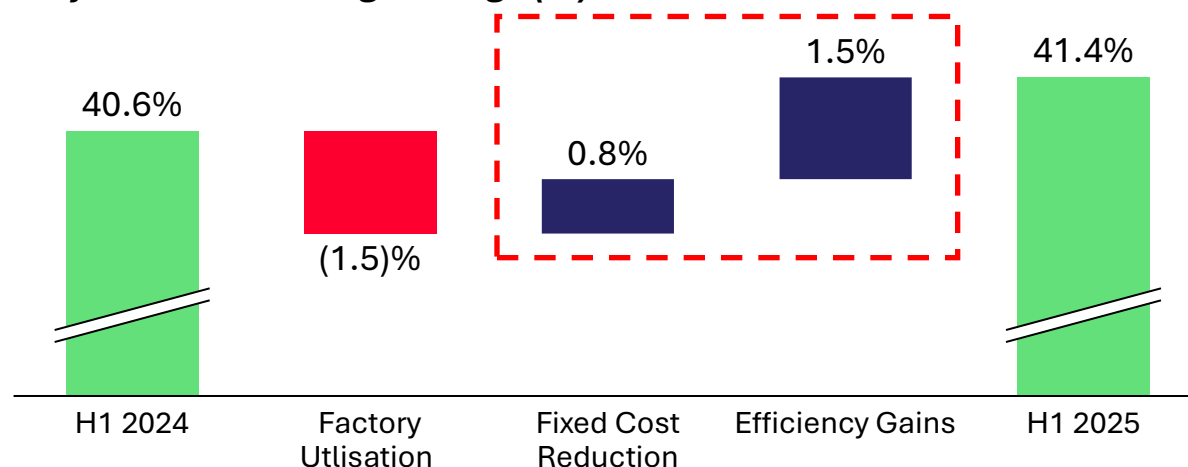 40.6%
(1.5)%
0.8%
1.5%
41.4%
H1 2024
Factory
Utlisation
Fixed Cost
Reduction
Efficiency Gains
H1 2025